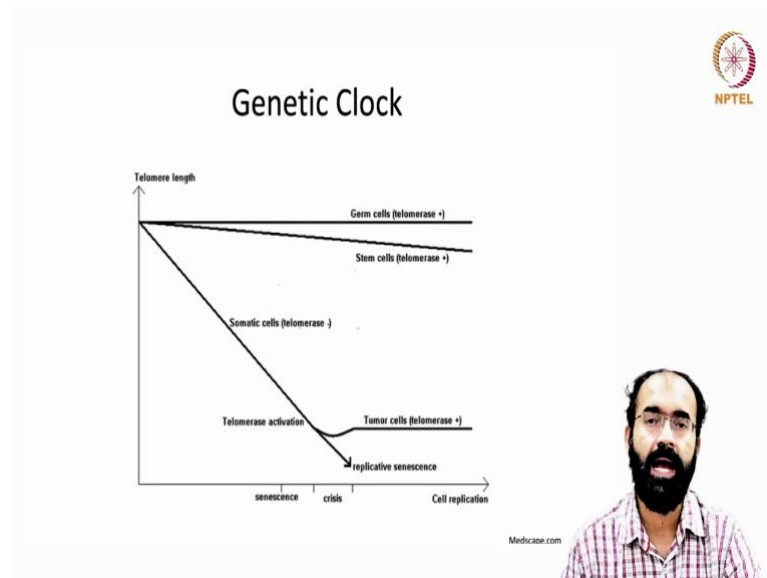 NPTEL
Genetic Clock
Telomere length
Germ cells (telomerase +)
Stem cells (telomerase +)
Somatic cells (telomerase -)
Telomerase activation
Tumor cells (telomerase +)
replicative senescence
senescence
crisis
Cell replication
Medscape.com